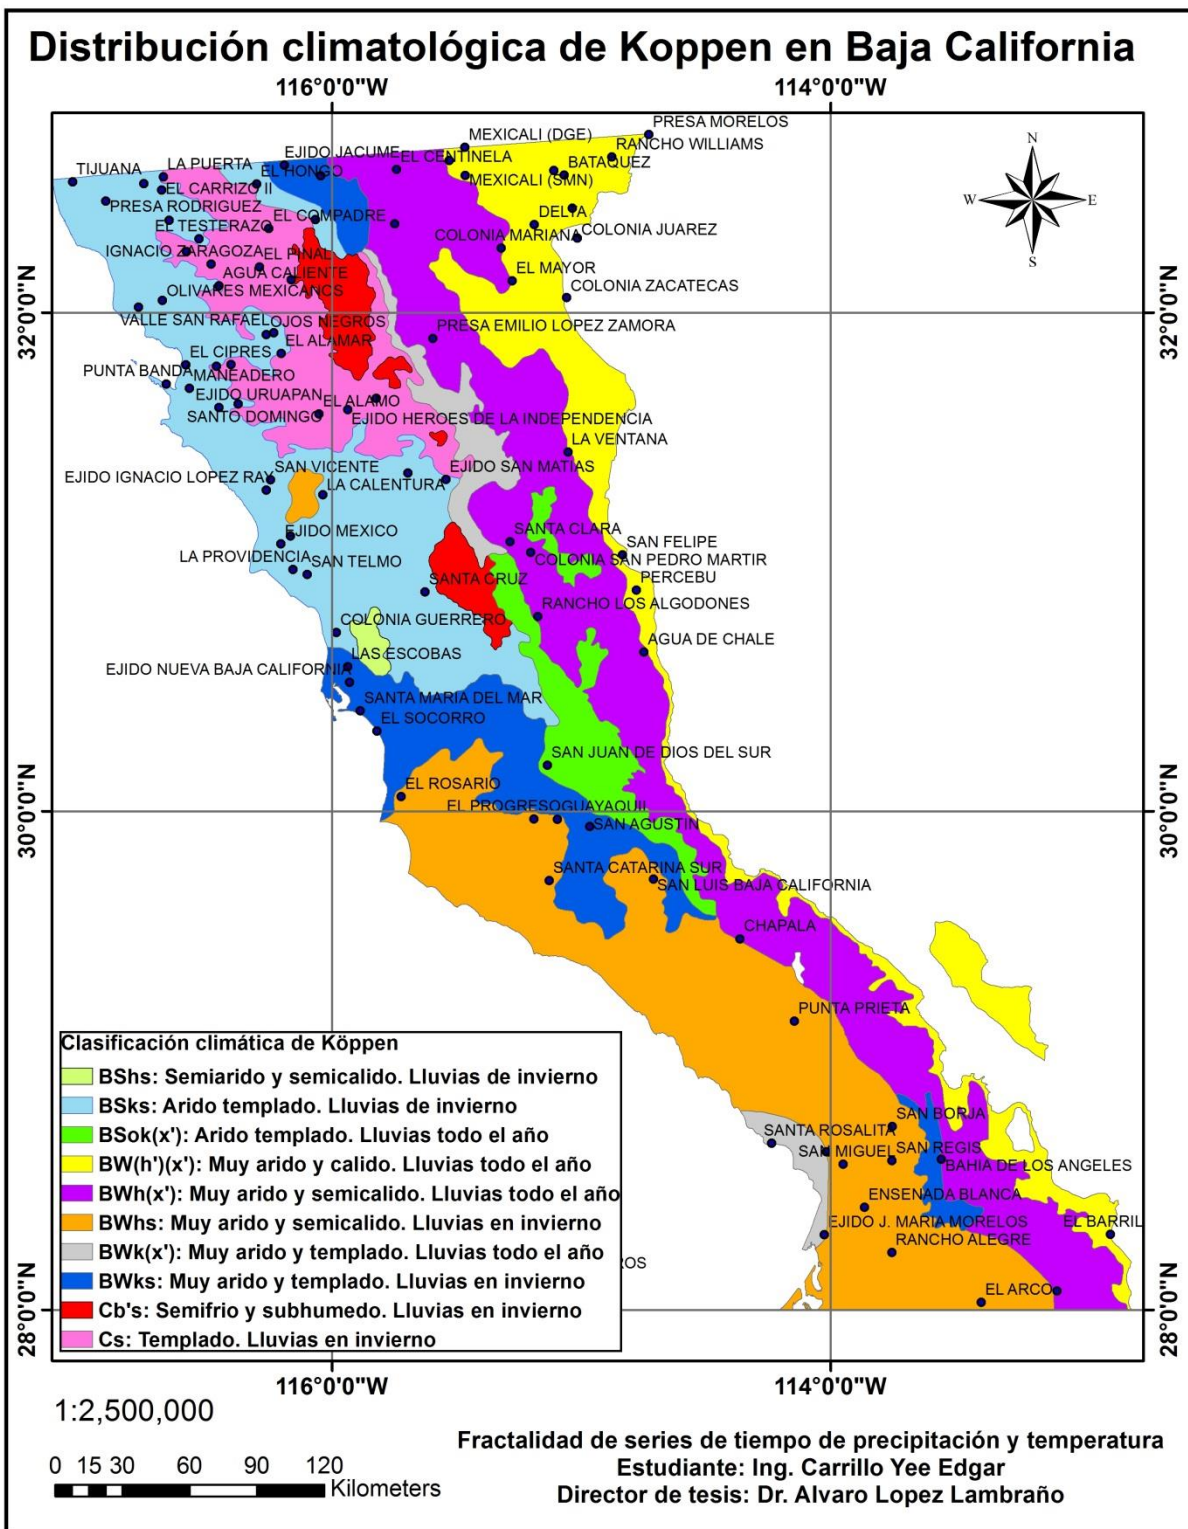 Distribución climatológica de Koppen en Baja California
116°0'0"W 114°0'0"W
PRESA MORELOS
MEXICALI (DGE)
RANCHO WILLIAMS
EJIDO JACUME
EL CENTINELA
LA PUERTA
BATAQUEZ
TIJUANA
EL HONGO
MEXICALI (SMN)
EL CARRIZO II
PRESA RODRIGUEZ
DELTA
EL COMPADRE
EL TESTERAZO
COLONIA JUAREZ
COLONIA MARIANA
IGNACIO ZARAGOZA
EL PINAL
AGUA CALIENTE
EL MAYOR
OLIVARES MEXICANOS
COLONIA ZACATECAS
32°0'0"N 32°0'0"N
VALLE SAN RAFAEL
OJOS NEGROS
PRESA EMILIO LOPEZ ZAMORA
EL ALAMAR
EL CIPRES
PUNTA BANDA
MANEADERO
EJIDO URUAPAN
EL ALAMO
SANTO DOMINGO
EJIDO HEROES DE LA INDEPENDENCIA
LA VENTANA
SAN VICENTE
EJIDO SAN MATIAS
EJIDO IGNACIO LOPEZ RAY
LA CALENTURA
EJIDO MEXICO
SANTA CLARA
SAN FELIPE
LA PROVIDENCIA
SAN TELMO
COLONIA SAN PEDRO MARTIR
SANTA CRUZ
PERCEBU
RANCHO LOS ALGODONES
COLONIA GUERRERO
AGUA DE CHALE
LAS ESCOBAS
EJIDO NUEVA BAJA CALIFORNIA
SANTA MARIA DEL MAR
EL SOCORRO
SAN JUAN DE DIOS DEL SUR
EL ROSARIO
30°0'0"N 30°0'0"N
EL PROGRESO
GUAYAQUIL
SAN AGUSTIN
SANTA CATARINA SUR
SAN LUIS BAJA CALIFORNIA
CHAPALA
PUNTA PRIETA
SAN BORJA
SANTA ROSALITA
SAN MIGUEL
SAN REGIS
BAHIA DE LOS ANGELES
ENSENADA BLANCA
EJIDO J. MARIA MORELOS
EL BARRIL
RANCHO ALEGRE
ROS
EL ARCO
28°0'0"N 28°0'0"N
N
W E
S
Clasificación climática de Köppen
BShs: Semiarido y semicalido. Lluvias de invierno
BSks: Arido templado. Lluvias de invierno
BSok(x'): Arido templado. Lluvias todo el año
BW(h')(x'): Muy arido y calido. Lluvias todo el año
BWh(x'): Muy arido y semicalido. Lluvias todo el año
BWhs: Muy arido y semicalido. Lluvias en invierno
BWk(x'): Muy arido y templado. Lluvias todo el año
BWks: Muy arido y templado. Lluvias en invierno
Cb's: Semifrio y subhumedo. Lluvias en invierno
Cs: Templado. Lluvias en invierno
116°0'0"W 114°0'0"W
1:2,500,000
0 15 30 60 90 120
Kilometers
Fractalidad de series de tiempo de precipitación y temperatura
Estudiante: Ing. Carrillo Yee Edgar
Director de tesis: Dr. Alvaro Lopez Lambraño